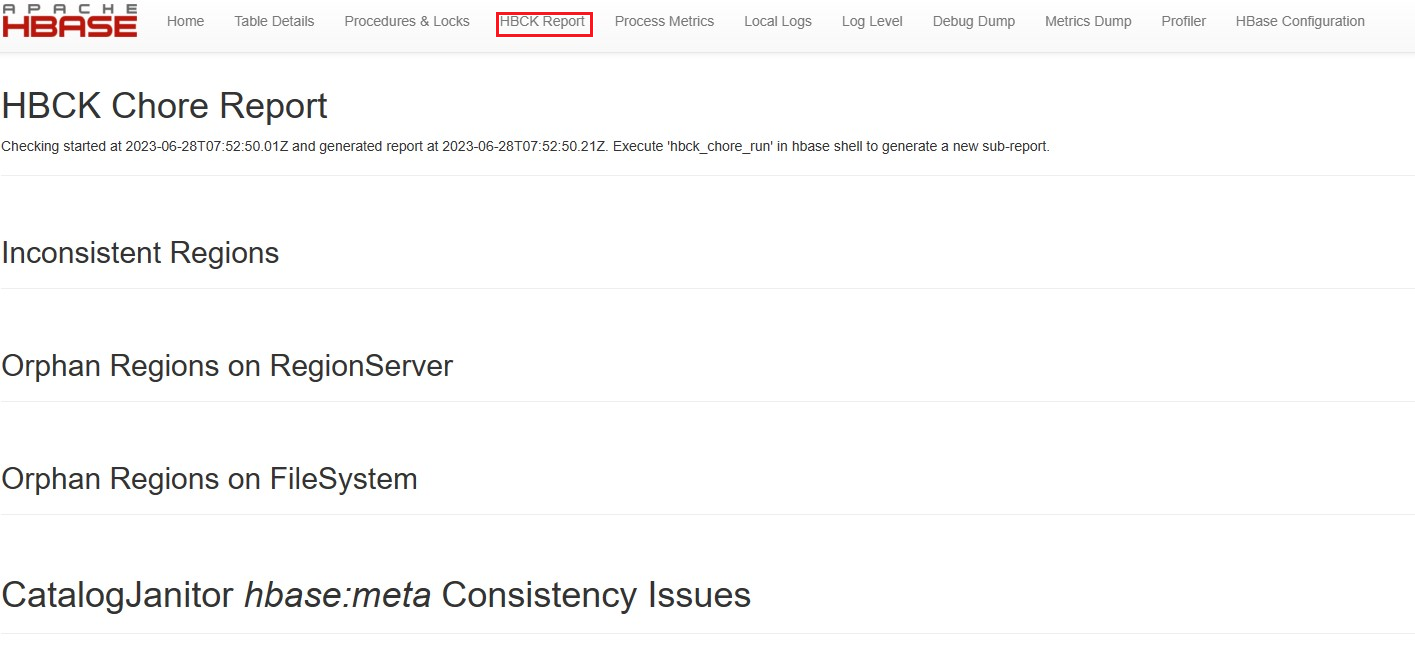 APACHE
HBASE
Home Table Details Procedures & Locks HBCK Report Process Metrics Local Logs Log Level Debug Dump Metrics Dump Profiler HBase Configuration
HBCK Chore Report
Checking started at 2023-06-28T07:52:50.01Z and generated report at 2023-06-28T07:52:50.21Z. Execute 'hbck_chore_run' in hbase shell to generate a new sub-report.
Inconsistent Regions
Orphan Regions on RegionServer
Orphan Regions on FileSystem
CatalogJanitor hbase:meta Consistency Issues